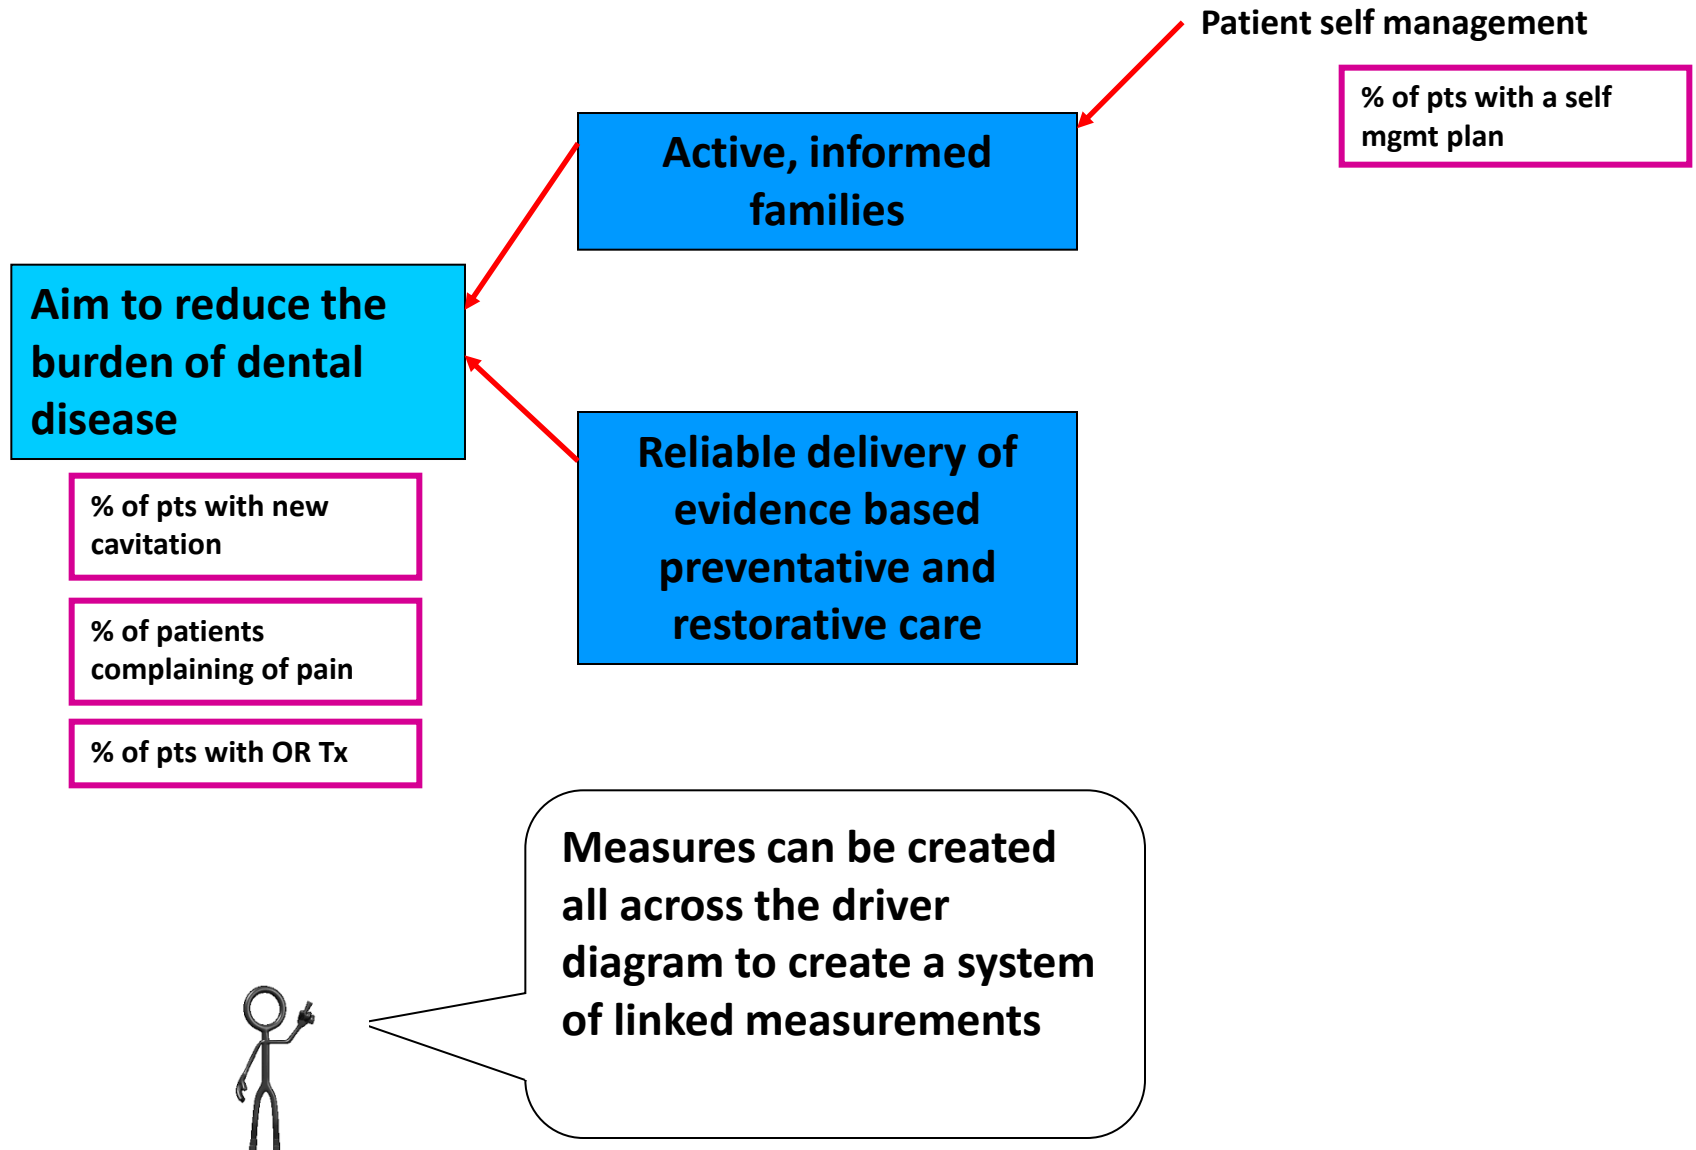 Patient self management
% of pts with a self
mgmt plan
Active, informed
families
Aim to reduce the
burden of dental
disease
% of pts with new
cavitation
% of patients
complaining of pain
% of pts with OR Tx
Reliable delivery of
evidence based
preventative and
restorative care
Measures can be created
all across the driver
diagram to create a system
of linked measurements